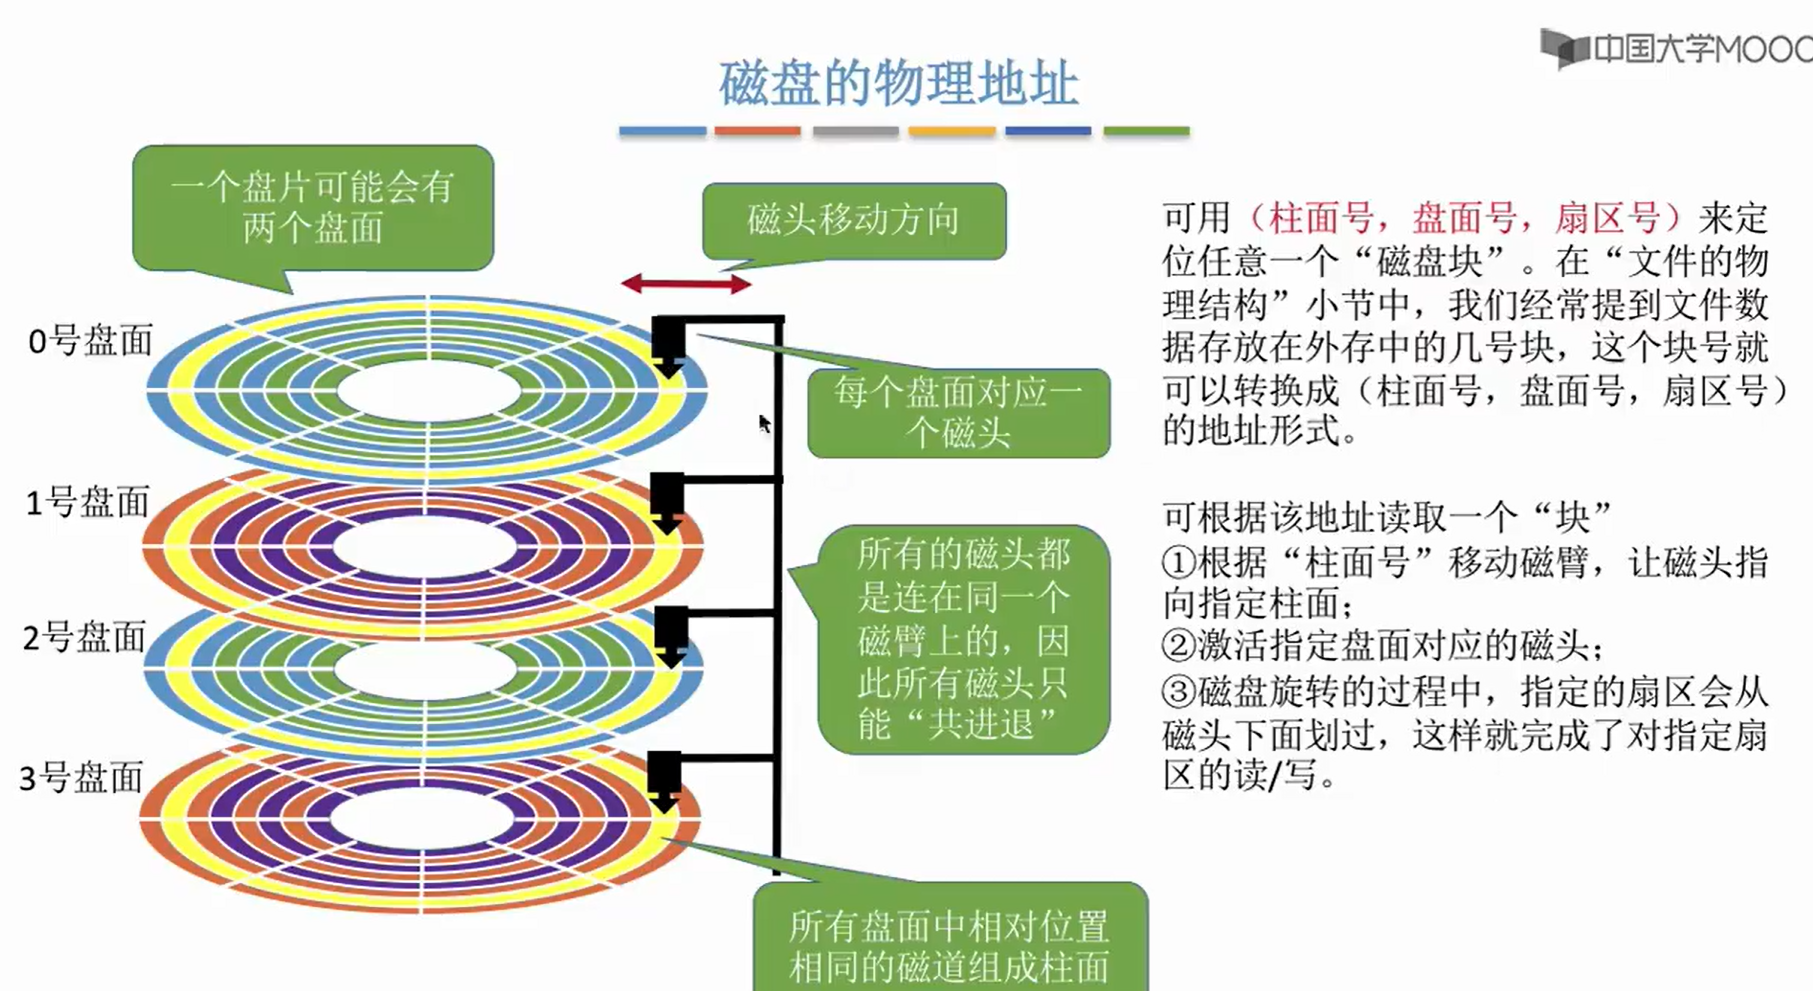 中国大学MOOC
磁盘的物理地址
一个盘片可能会有
两个盘面
磁头移动方向
0号盘面
1号盘面
2号盘面
3号盘面
每个盘面对应一
个磁头
所有的磁头都
是连在同一个
磁臂上的，因
此所有磁头只
能“共进退”
所有盘面中相对位置
相同的磁道组成柱面
可用（柱面号，盘面号，扇区号）来定
位任意一个“磁盘块”。在“文件的物
理结构”小节中，我们经常提到文件数
据存放在外存中的几号块，这个块号就
可以转换成（柱面号，盘面号，扇区号）
的地址形式。
可根据该地址读取一个“块”
①根据“柱面号”移动磁臂，让磁头指
向指定柱面；
②激活指定盘面对应的磁头；
③磁盘旋转的过程中，指定的扇区会从
磁头下面划过，这样就完成了对指定扇
区的读/写。